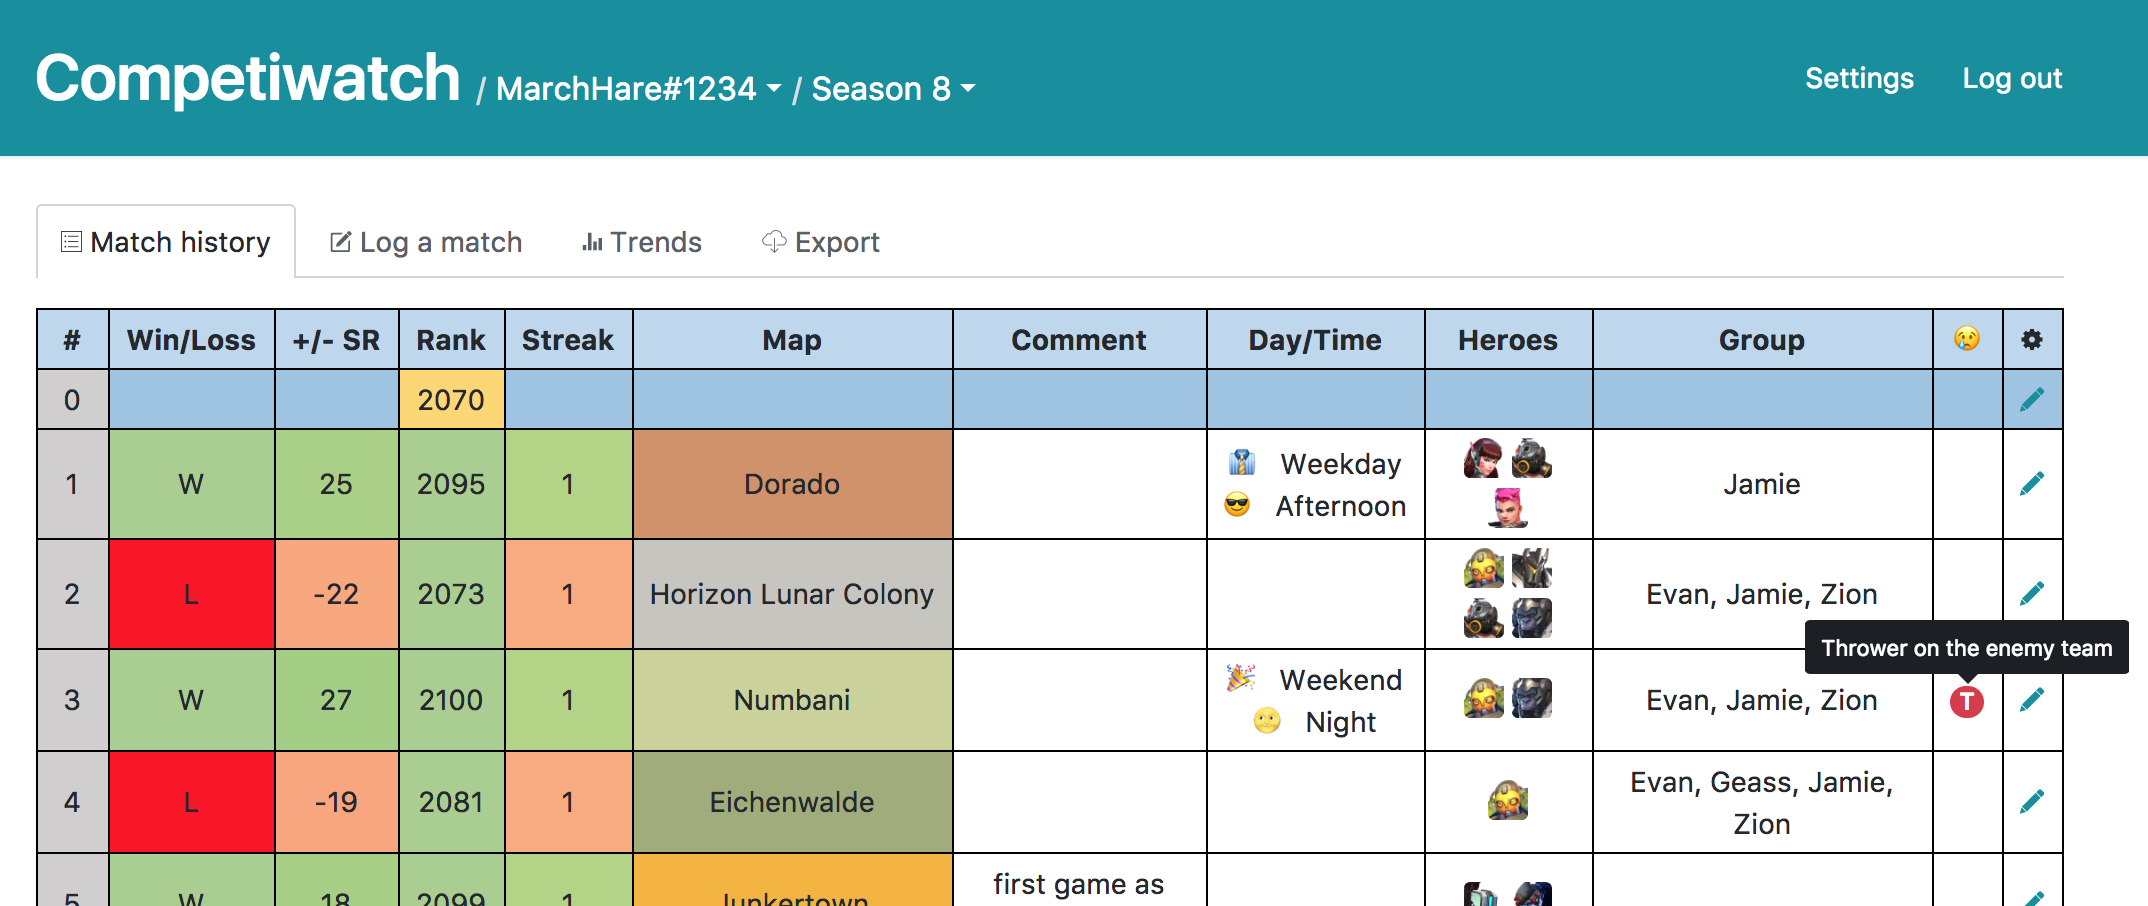 Competiwatch / MarchHare#1234 / Season 8 Settings Log out
Match history Log a match Trends Export
# Win/Loss +/- SR Rank Streak Map Comment Day/Time Heroes Group
0 2070
1 W 25 2095 1 Dorado Weekday Afternoon Jamie
2 L -22 2073 1 Horizon Lunar Colony Evan, Jamie, Zion
Thrower on the enemy team
3 W 27 2100 1 Numbani Weekend Night Evan, Jamie, Zion T
4 L -19 2081 1 Eichenwalde Evan, Geass, Jamie, Zion
5 W 18 2099 1 Junkertown first game as